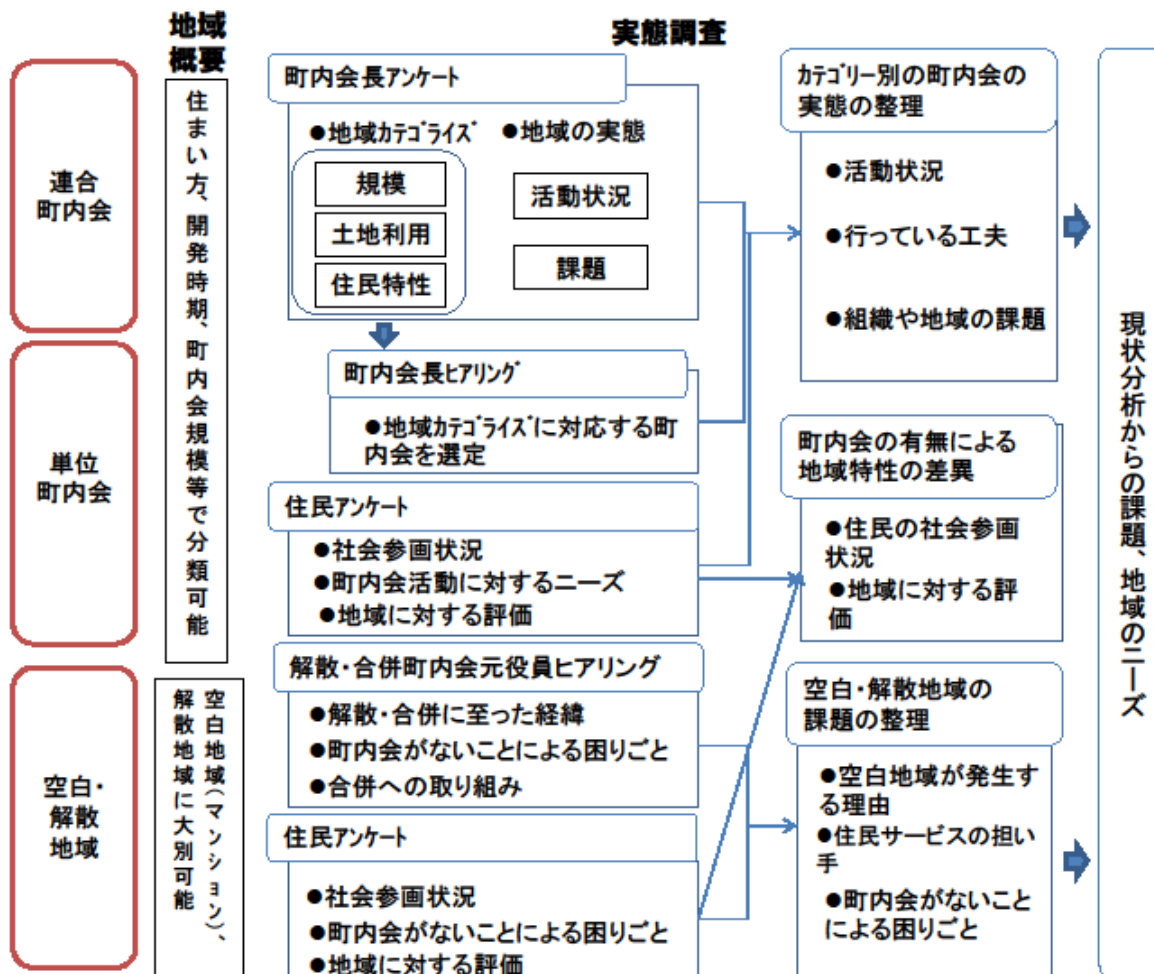 地域
概要
実態調査
連合
町内会
単位
町内会
空白・
解散
地域
住まい方、開発時期、町内会規模等で分類可能
空白地域(マンション)、
解散地域に大別可能
町内会長アンケート
●地域カテゴライズ
規模
土地利用
住民特性
●地域の実態
活動状況
課題
町内会長ヒアリング
●地域カテゴライズに対応する町
内会を選定
住民アンケート
●社会参画状況
●町内会活動に対するニーズ
●地域に対する評価
解散・合併町内会元役員ヒアリング
●解散・合併に至った経緯
●町内会がないことによる困りごと
●合併への取り組み
住民アンケート
●社会参画状況
●町内会がないことによる困りごと
●地域に対する評価
カテゴリー別の町内会の
実態の整理
●活動状況
●行っている工夫
●組織や地域の課題
町内会の有無による
地域特性の差異
●住民の社会参画
状況
●地域に対する評
価
空白・解散地域の
課題の整理
●空白地域が発生す
る理由
●住民サービスの担い
手
●町内会がないこと
による困りごと
現状分析からの課題、地域のニーズ